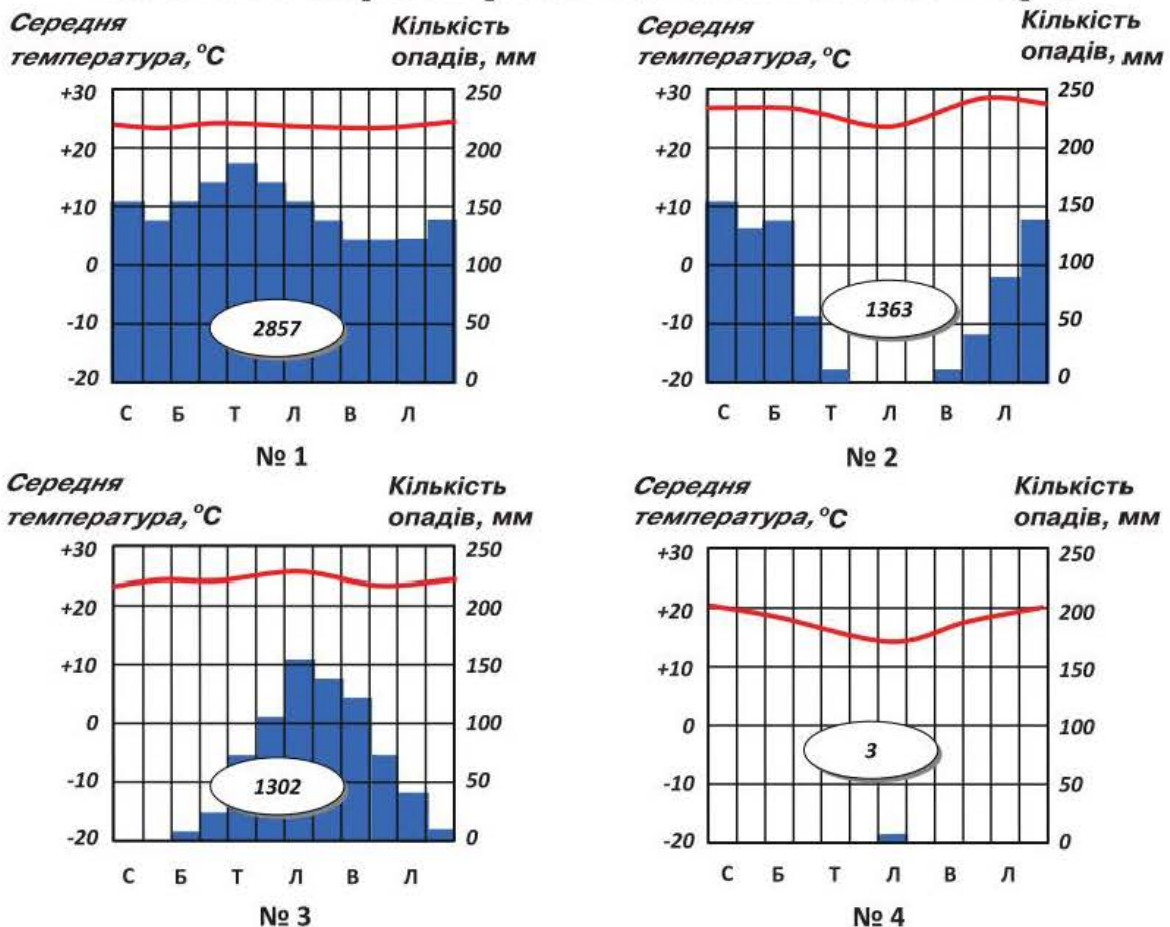 Середня
температура, °С
Кількість
опадів, мм
+30
+20
+10
0
-10
-20
250
200
150
100
50
0
2857
С Б Т Л В Л
№ 1
Середня
температура, °С
Кількість
опадів, мм
+30
+20
+10
0
-10
-20
250
200
150
100
50
0
1363
С Б Т Л В Л
№ 2
Середня
температура, °С
Кількість
опадів, мм
+30
+20
+10
0
-10
-20
250
200
150
100
50
0
1302
С Б Т Л В Л
№ 3
Середня
температура, °С
Кількість
опадів, мм
+30
+20
+10
0
-10
-20
250
200
150
100
50
0
3
С Б Т Л В Л
№ 4